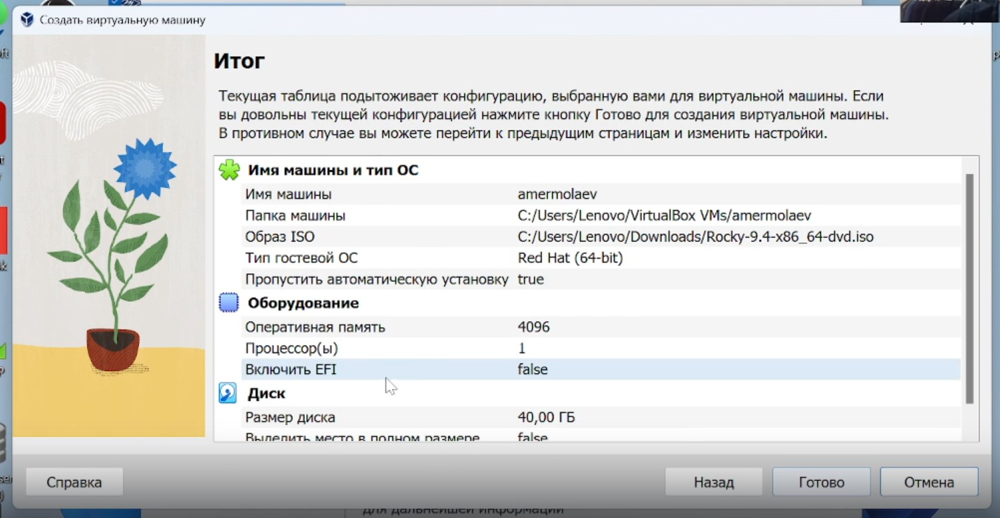 Создать виртуальную машину
Итог
Текущая таблица подытоживает конфигурацию, выбранную вами для виртуальной машины. Если
вы довольны текущей конфигурацией нажмите кнопку Готово для создания виртуальной машины.
В противном случае вы можете перейти к предыдущим страницам и изменить настройки.
Имя машины и тип ОС
Имя машины amermolaev
Папка машины C:/Users/Lenovo/VirtualBox VMs/amermolaev
Образ ISO C:/Users/Lenovo/Downloads/Rocky-9.4-x86_64-dvd.iso
Тип гостевой ОС Red Hat (64-bit)
Пропустить автоматическую установку true
Оборудование
Оперативная память 4096
Процессор(ы) 1
Включить EFI false
Диск
Размер диска 40,00 ГБ
Выделить место в полном размере false
Справка Назад Готово Отмена
для дальнейшей информации